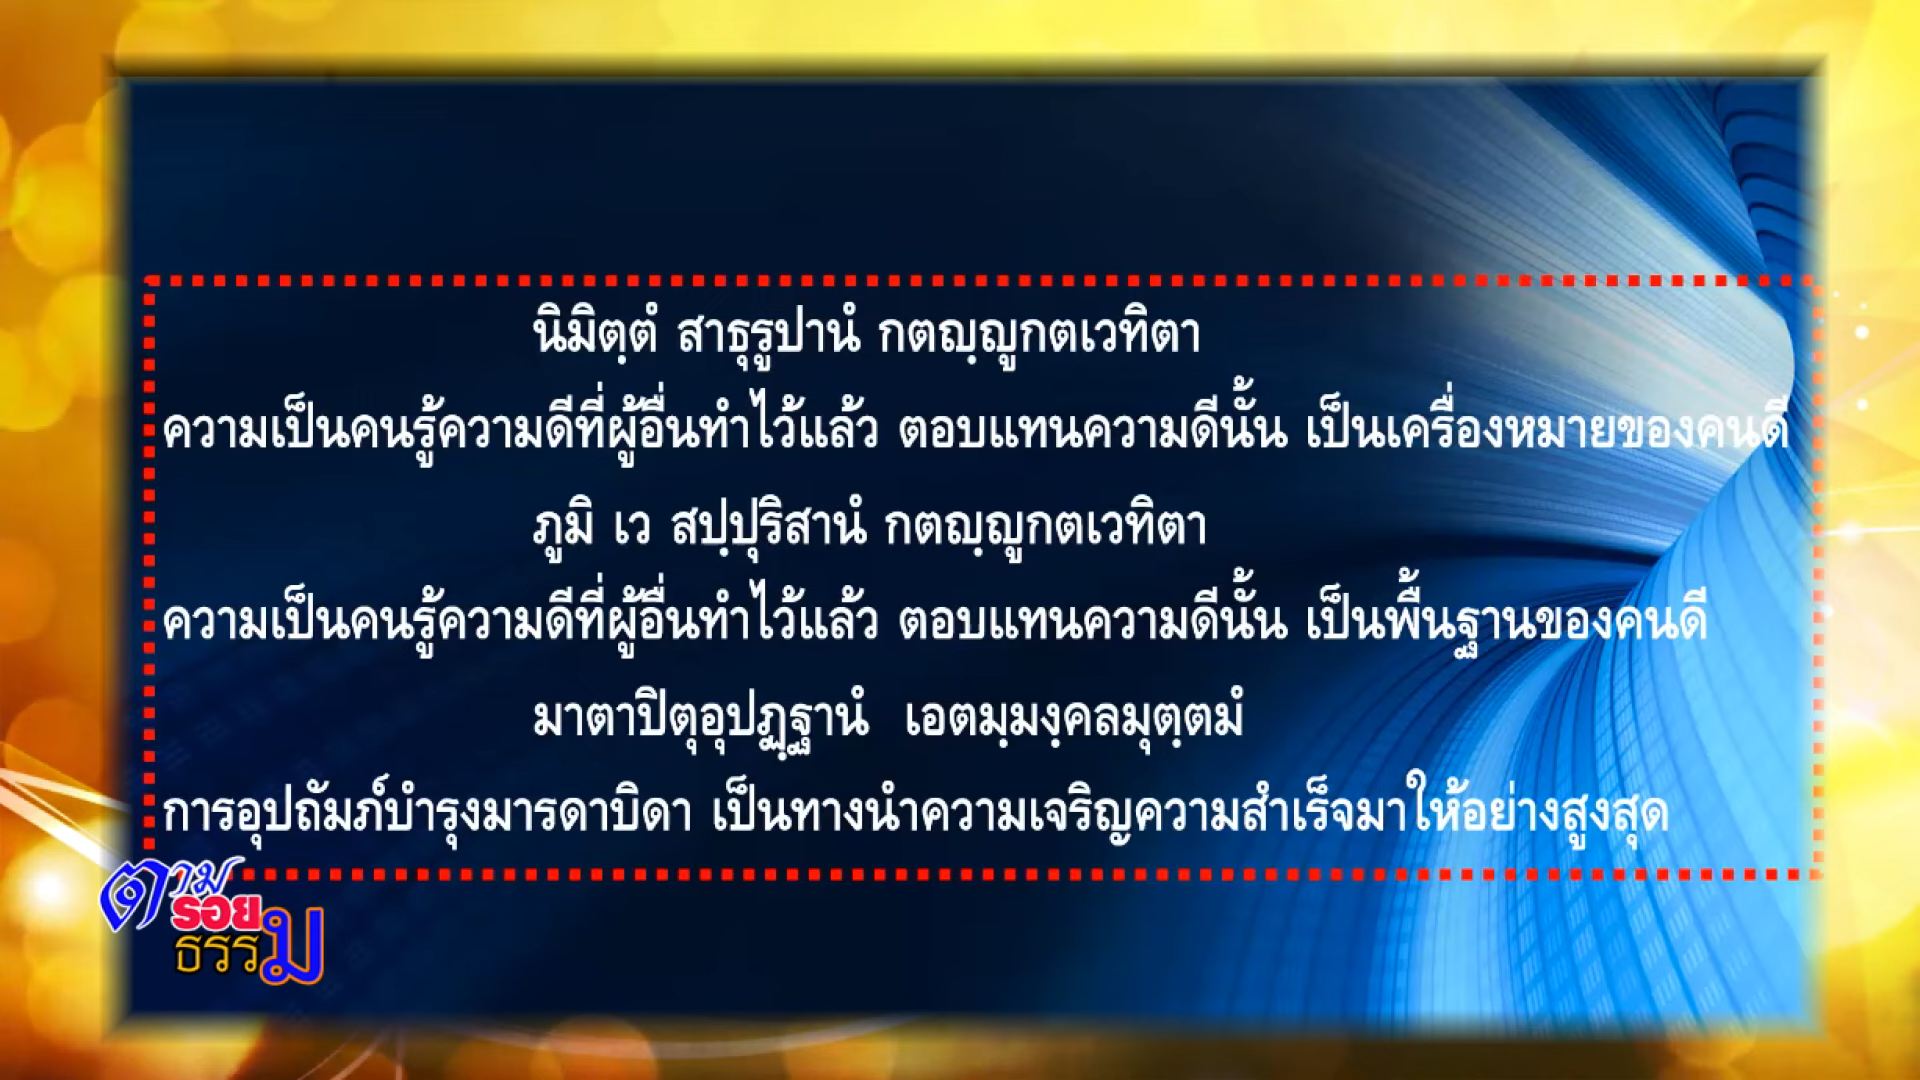 นิมิตฺตํ สาธุรูปานํ กตญฺญูกตเวทิตา
ความเป็นคนรู้ความดีที่ผู้อื่นทำไว้แล้ว ตอบแทนความดีนั้น เป็นเครื่องหมายของคนดี
ภูมิ เว สปฺปุริสานํ กตญฺญูกตเวทิตา
ความเป็นคนรู้ความดีที่ผู้อื่นทำไว้แล้ว ตอบแทนความดีนั้น เป็นพื้นฐานของคนดี
มาตาปิตุอุปฏฺฐานํ เอตมฺมงฺคลมุตฺตมํ
การอุปถัมภ์บำรุงมารดาบิดา เป็นทางนำความเจริญความสำเร็จมาให้อย่างสูงสุด
ตาม
รอย
ธรรม